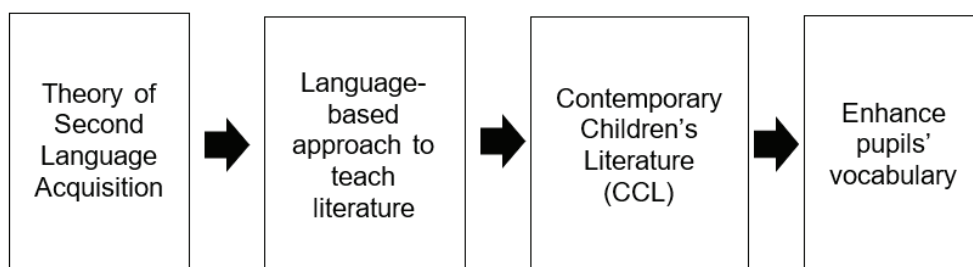 Theory of
Second
Language
Acquisition
Language-
based
approach to
teach
literature
Contemporary
Children's
Literature
(CCL)
Enhance
pupils'
vocabulary